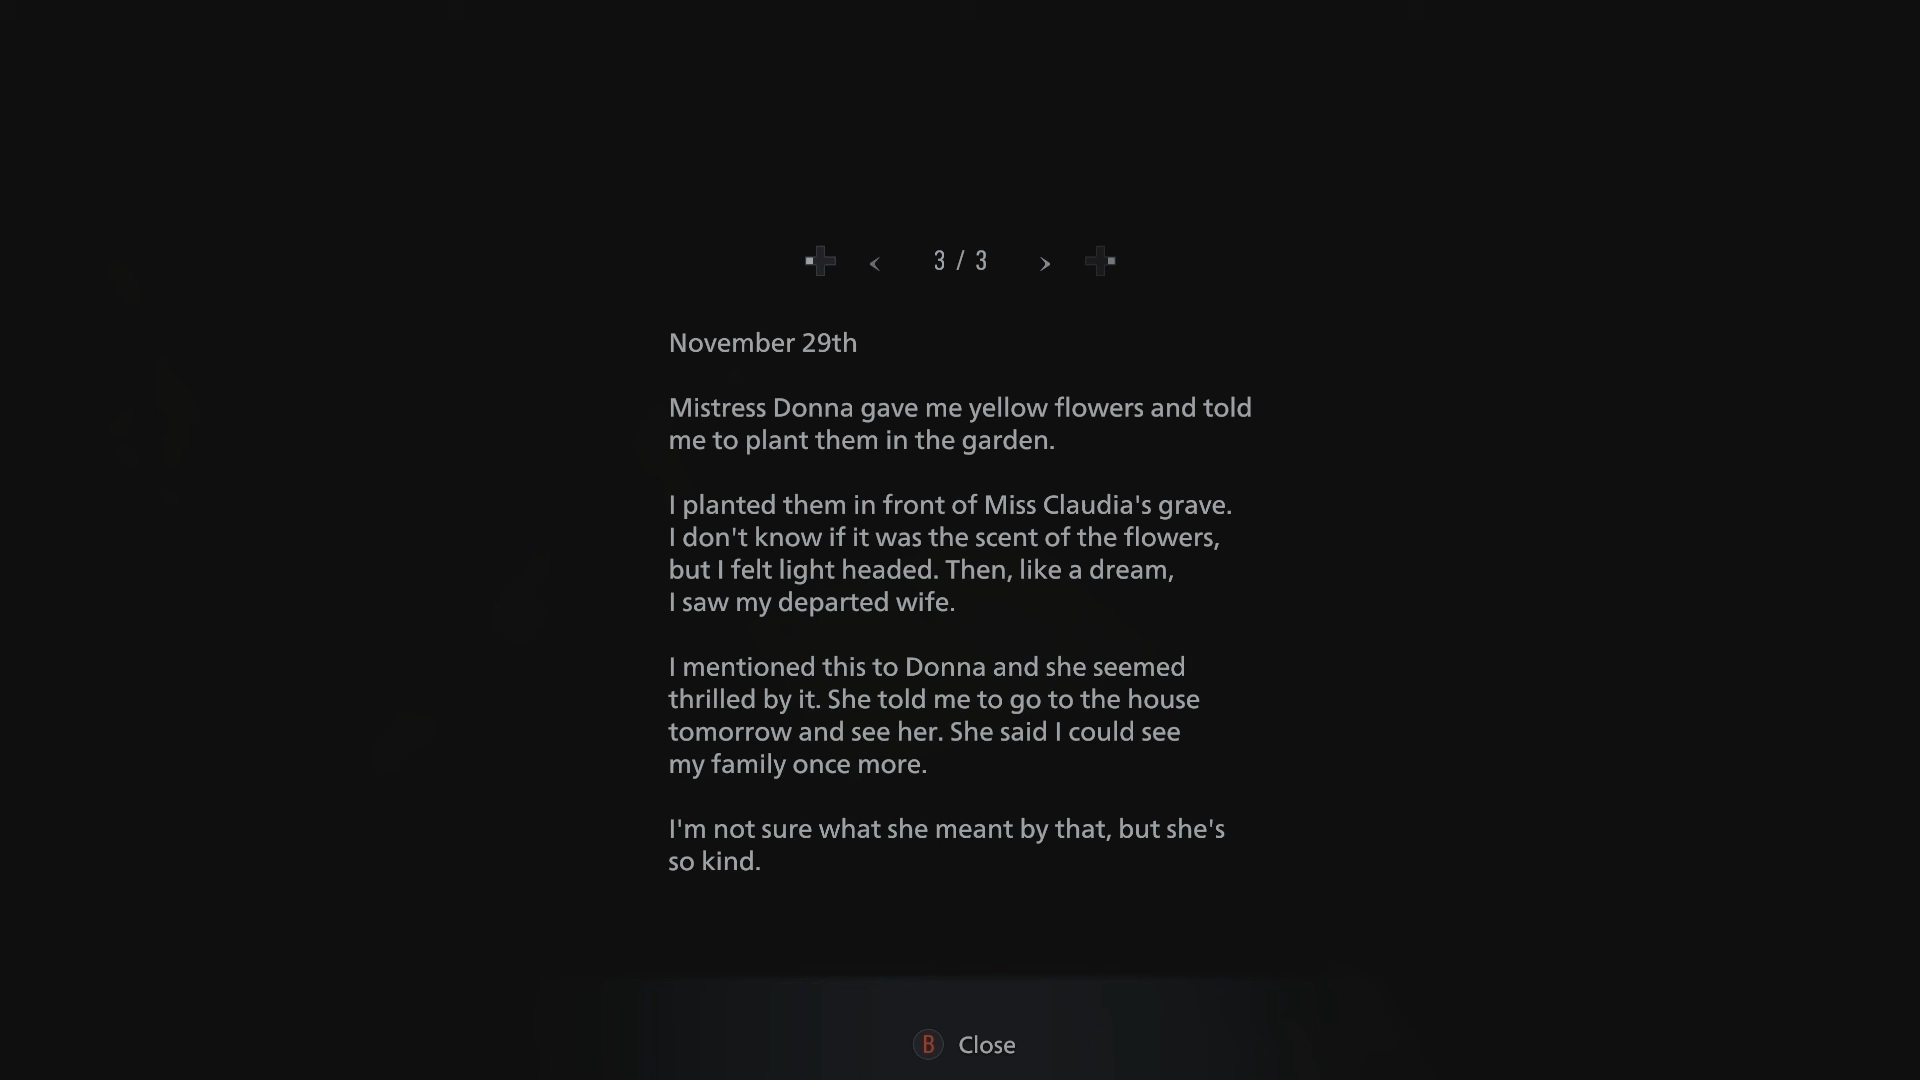 < 3 / 3 >
November 29th
Mistress Donna gave me yellow flowers and told
me to plant them in the garden.
I planted them in front of Miss Claudia's grave.
I don't know if it was the scent of the flowers,
but I felt light headed. Then, like a dream,
I saw my departed wife.
I mentioned this to Donna and she seemed
thrilled by it. She told me to go to the house
tomorrow and see her. She said I could see
my family once more.
I'm not sure what she meant by that, but she's
so kind.
B Close